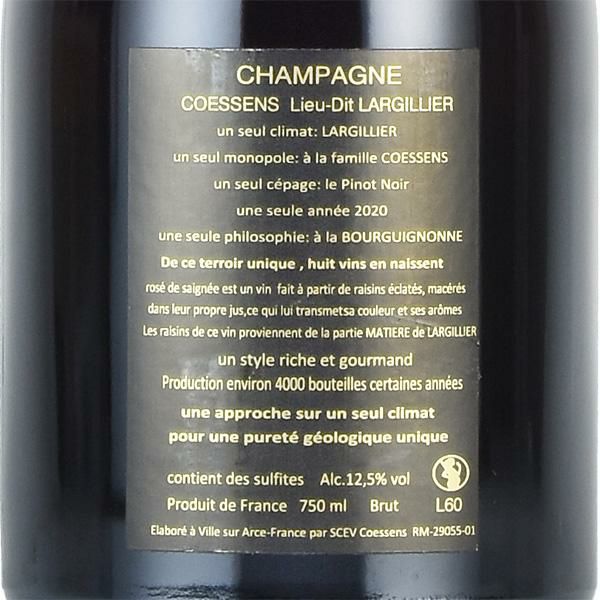 CHAMPAGNE
COESSENS Lieu-Dit LARGILLIER
un seul climat: LARGILLIER
un seul monopole: à la famille COESSENS
un seul cépage: le Pinot Noir
une seule année 2020
une seule philosophie: à la BOURGUIGNONNE
De ce terroir unique , huit vins en naissent
rosé de saignée est un vin fait à partir de raisins éclatés, macérés
dans leur propre jus,ce qui lui transmetsa couleur et ses arômes
Les raisins de ce vin proviennent de la partie MATIERE de LARGILLIER
un style riche et gourmand
Production environ 4000 bouteilles certaines années
une approche sur un seul climat
pour une pureté géologique unique
contient des sulfites Alc.12,5% vol
Produit de France 750 ml Brut L60
Elaboré à Ville sur Arce-France par SCEV Coessens RM-29055-01